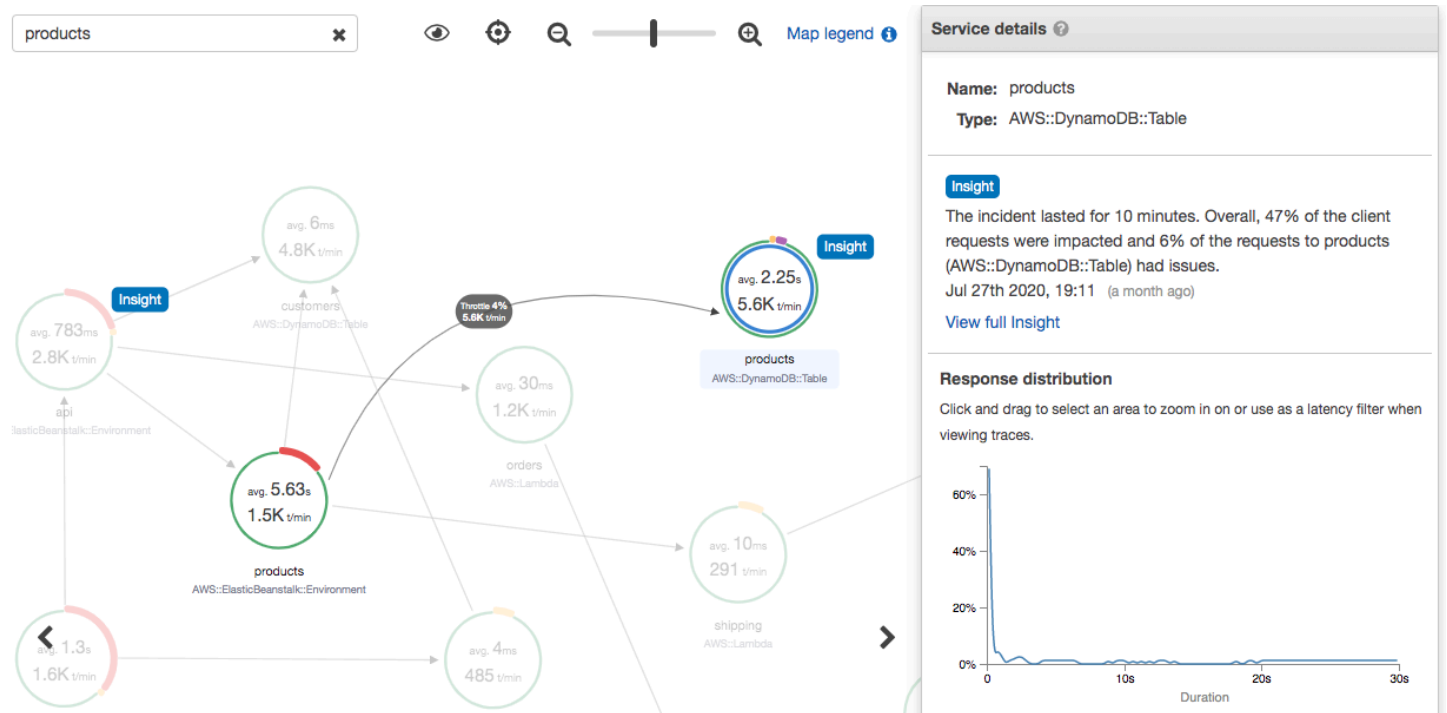 products
Map legend
Service details
Name: products
Type: AWS::DynamoDB::Table
Insight
The incident lasted for 10 minutes. Overall, 47% of the client
requests were impacted and 6% of the requests to products
(AWS::DynamoDB::Table) had issues.
Jul 27th 2020, 19:11 (a month ago)
View full Insight
Response distribution
Click and drag to select an area to zoom in on or use as a latency filter when
viewing traces.
60%
40%
20%
0%
0
10s
20s
30s
Duration
avg. 6ms
4.8K t/min
customers
AWS::DynamoDB::Table
Insight
avg. 2.25s
5.6K t/min
products
AWS::DynamoDB::Table
Insight
avg. 783ms
2.8K t/min
api
ElasticBeanstalk::Environment
Throttle 4%
5.6K t/min
avg. 30ms
1.2K t/min
orders
AWS::Lambda
avg. 5.63s
1.5K t/min
products
AWS::ElasticBeanstalk::Environment
avg. 10ms
291 t/min
shipping
AWS::Lambda
avg. 1.3s
1.6K t/min
avg. 4ms
485 t/min